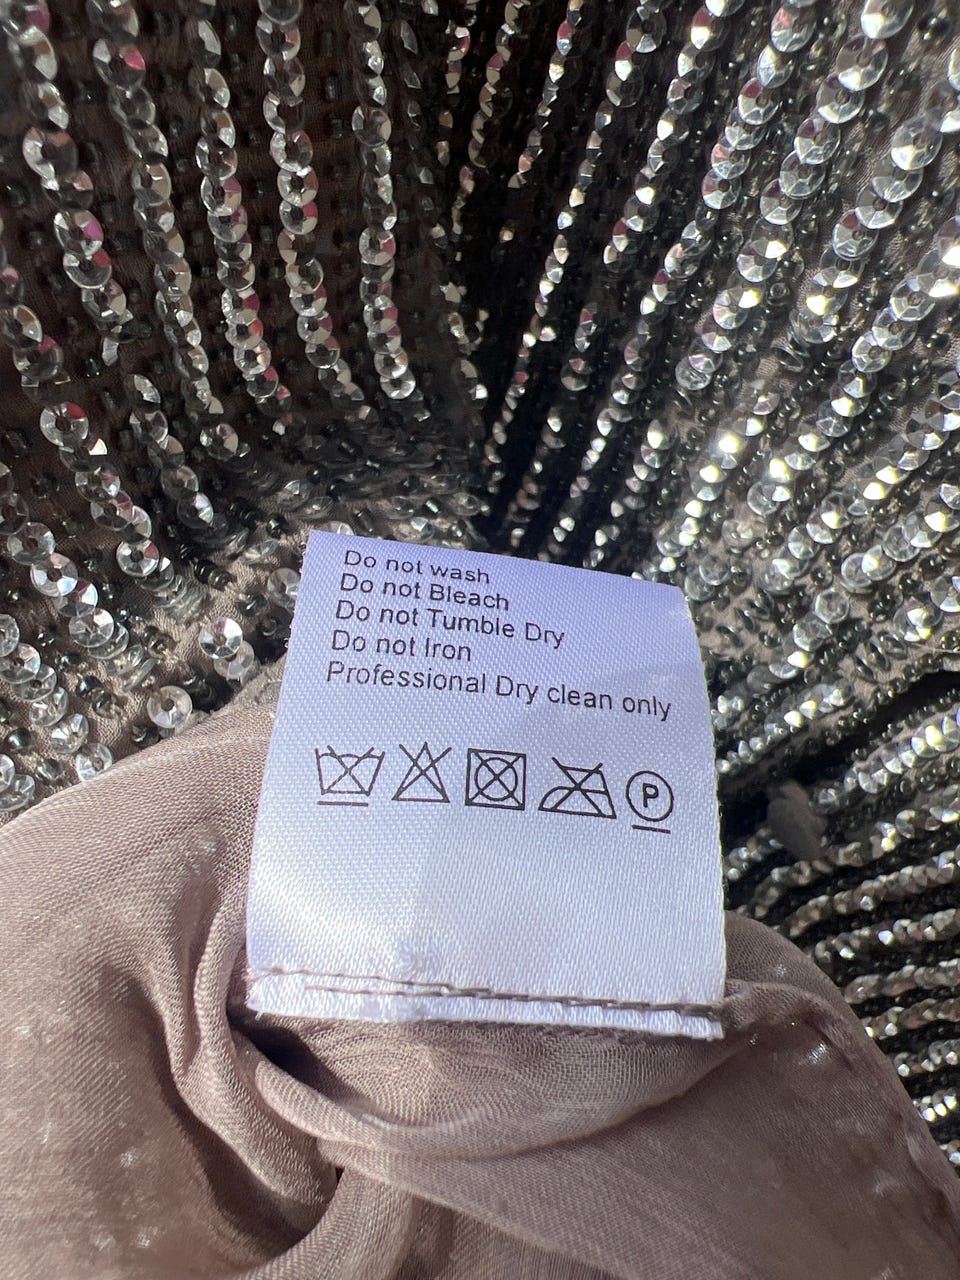 Do not wash
Do not Bleach
Do not Tumble Dry
Do not Iron
Professional Dry clean only
P